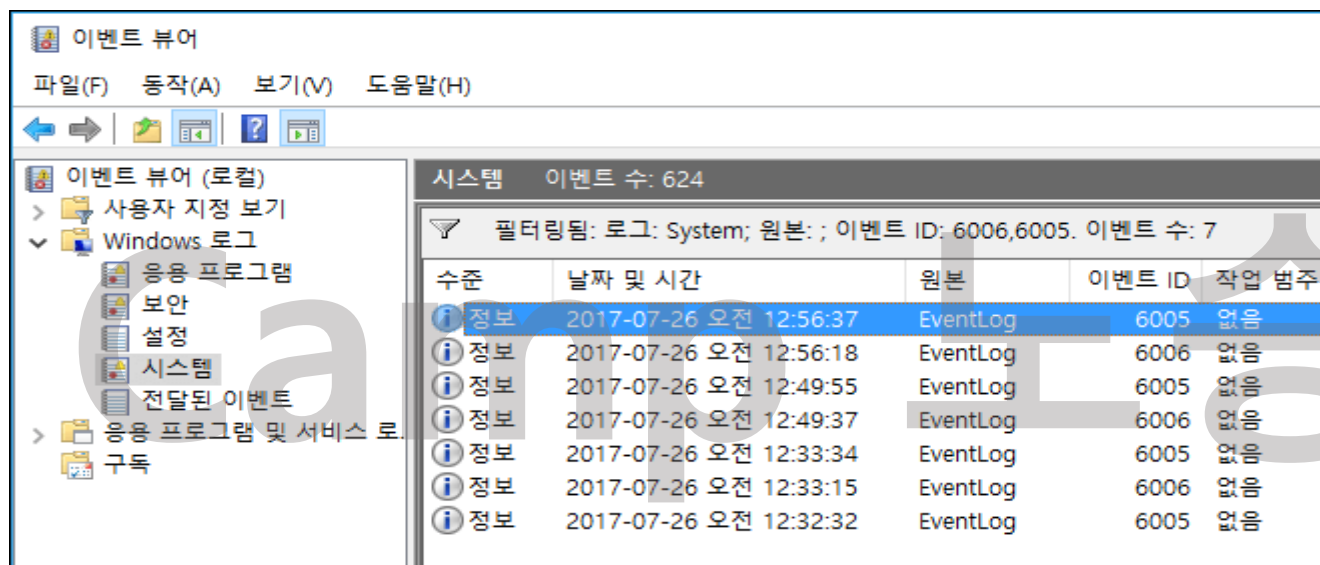 이벤트 뷰어
파일(F) 동작(A) 보기(V) 도움말(H)
이벤트 뷰어 (로컬)
사용자 지정 보기
Windows 로그
응용 프로그램
보안
설정
시스템
전달된 이벤트
응용 프로그램 및 서비스 로.
구독
시스템 이벤트 수: 624
필터링됨: 로그: System; 원본: ; 이벤트 ID: 6006,6005. 이벤트 수: 7
수준 날짜 및 시간 원본 이벤트 ID 작업 범주
정보 2017-07-26 오전 12:56:37 EventLog 6005 없음
정보 2017-07-26 오전 12:56:18 EventLog 6006 없음
정보 2017-07-26 오전 12:49:55 EventLog 6005 없음
정보 2017-07-26 오전 12:49:37 EventLog 6006 없음
정보 2017-07-26 오전 12:33:34 EventLog 6005 없음
정보 2017-07-26 오전 12:33:15 EventLog 6006 없음
정보 2017-07-26 오전 12:32:32 EventLog 6005 없음
Camp